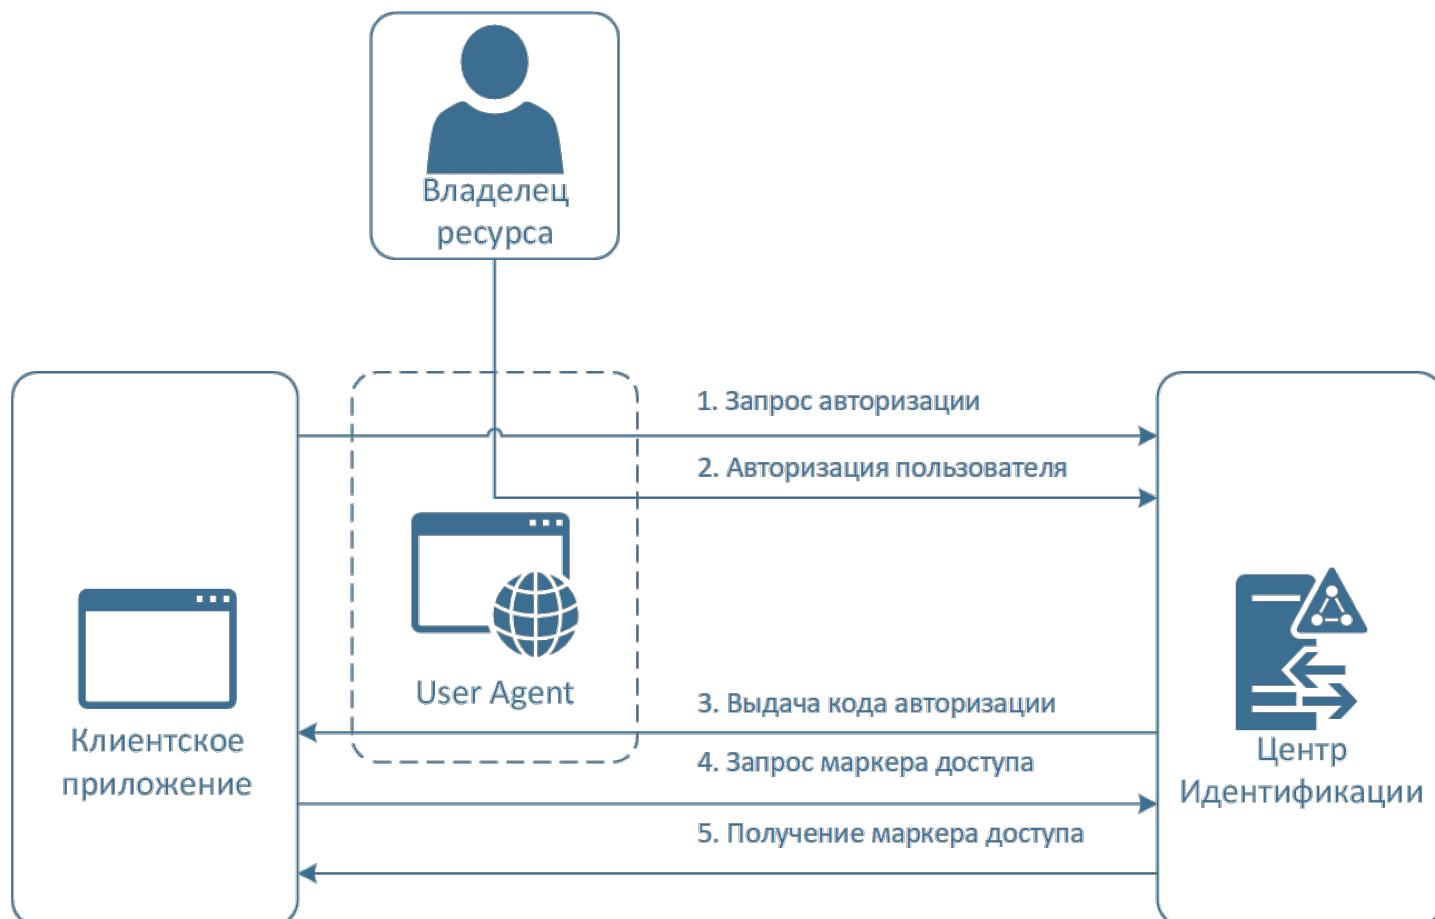 Владелец
ресурса
1. Запрос авторизации
2. Авторизация пользователя
User Agent
3. Выдача кода авторизации
Клиентское
приложение
4. Запрос маркера доступа
Центр
Идентификации
5. Получение маркера доступа